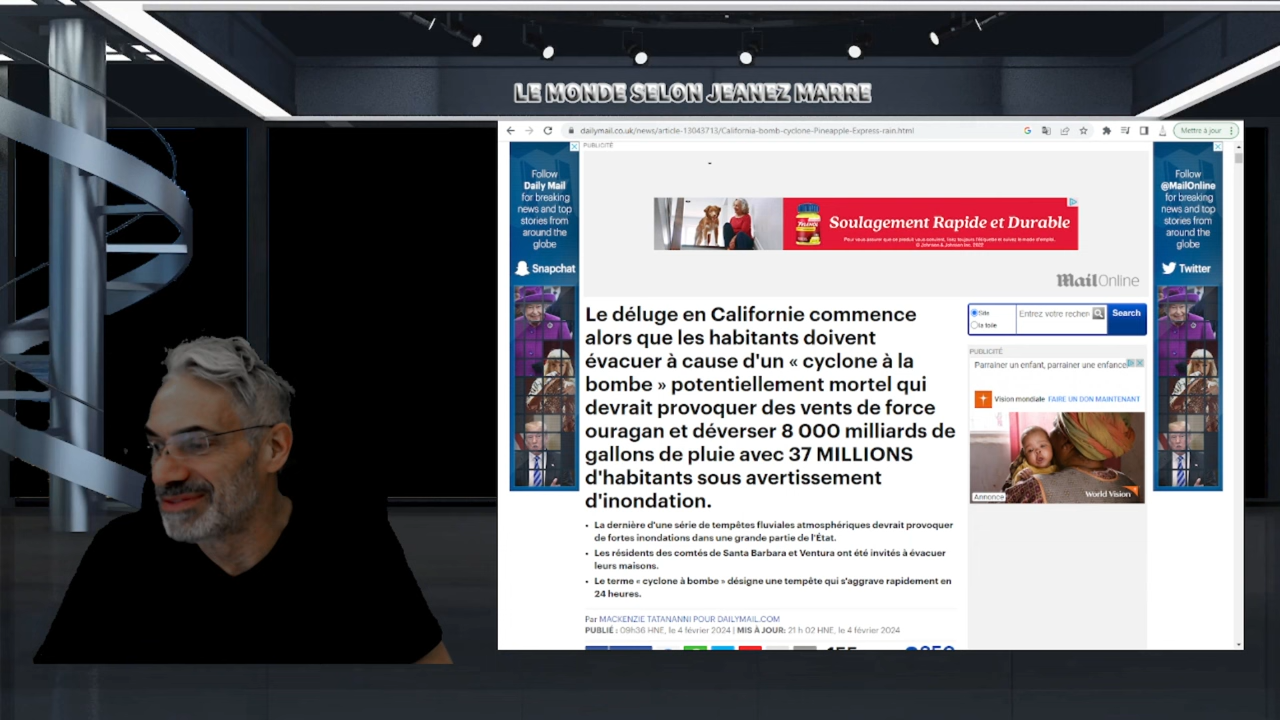 LE MONDE SELON JEANEZ MARRE
dailymail.co.uk/news/article-13043713/California-bomb-cyclone-Pineapple-Express-rain.html
Mettre à jour
PUBLICITÉ
Follow
Daily Mail
for breaking
news and top
stories from
around the
globe
Snapchat
Soulagement Rapide et Durable
Mail Online
Follow
@MailOnline
for breaking
news and top
stories from
around the
globe
Twitter
Le déluge en Californie commence
alors que les habitants doivent
évacuer à cause d'un « cyclone à la
bombe » potentiellement mortel qui
devrait provoquer des vents de force
ouragan et déverser 8 000 milliards de
gallons de pluie avec 37 MILLIONS
d'habitants sous avertissement
d'inondation.
La dernière d'une série de tempêtes fluviales atmosphériques devrait provoquer
de fortes inondations dans une grande partie de l'État.
Les résidents des comtés de Santa Barbara et Ventura ont été invités à évacuer
leurs maisons.
Le terme « cyclone à bombe » désigne une tempête qui s'aggrave rapidement en
24 heures.
Par MACKENZIE TATANANNI POUR DAILYMAIL.COM
PUBLIÉ : 09h36 HNE, le 4 février 2024 | MIS À JOUR: 21 h 02 HNE, le 4 février 2024
Site
la toile
Entrez votre recher
Search
PUBLICITÉ
Parrainer un enfant, parrainer une enfance
Vision mondiale FAIRE UN DON MAINTENANT
Annonce
World Vision